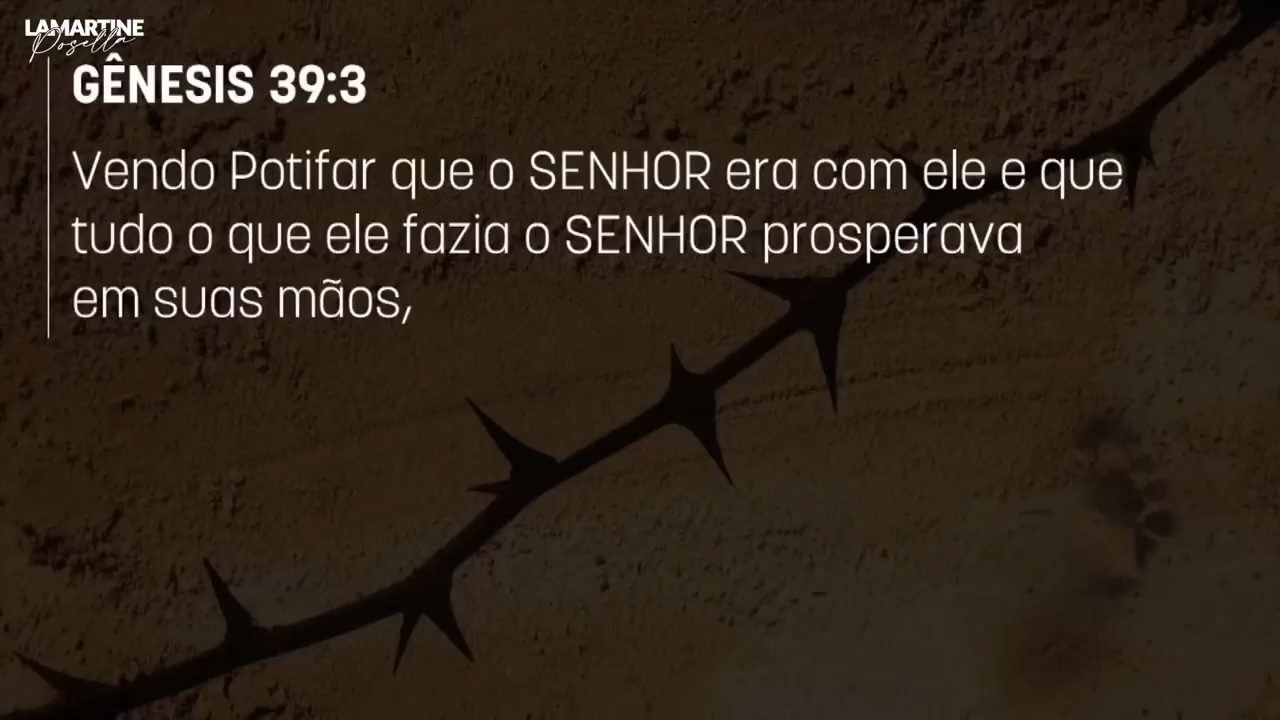 LAMARTINE
Posella
GÊNESIS 39:3
Vendo Potifar que o SENHOR era com ele e que
tudo o que ele fazia o SENHOR prosperava
em suas mãos,